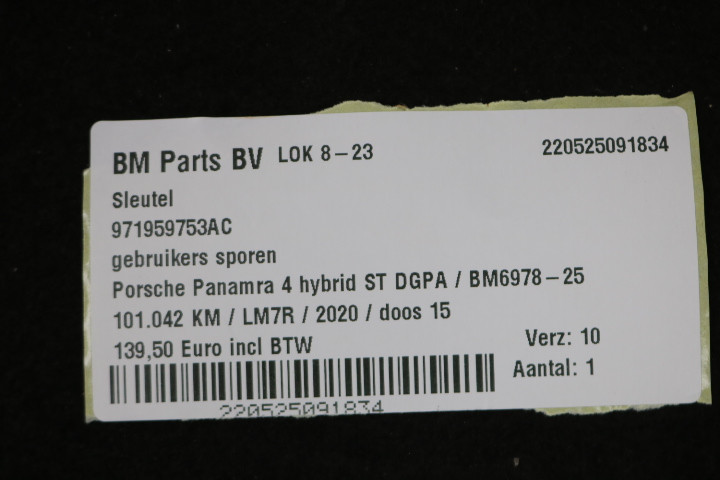 BM Parts BV LOK 8-23 220525091834
Sleutel
971959753AC
gebruikers sporen
Porsche Panamra 4 hybrid ST DGPA / BM6978-25
101.042 KM / LM7R / 2020 / doos 15
139,50 Euro incl BTW Verz: 10
Aantal: 1
220525091834